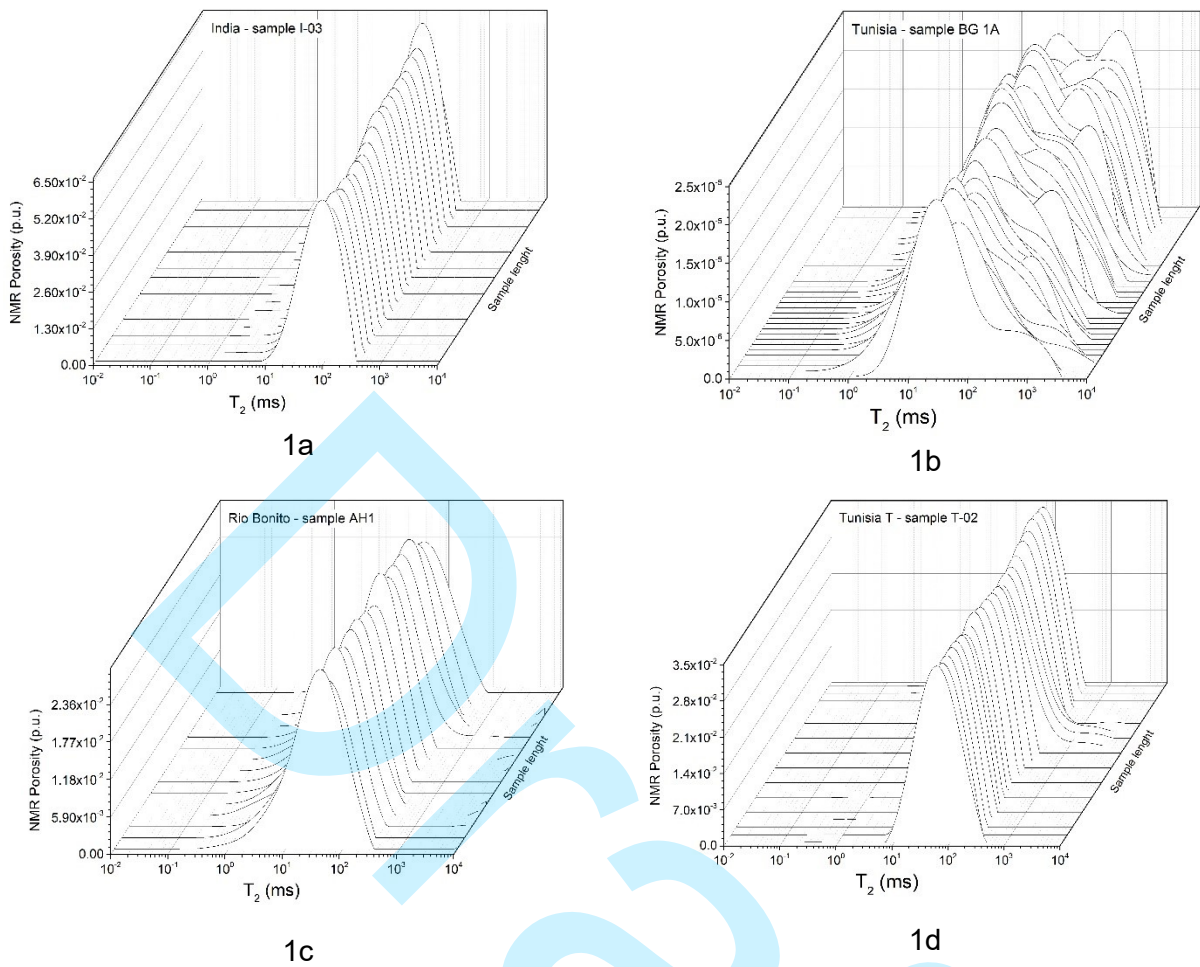 India - sample I-03
6.50x10⁻²
5.20x10⁻²
3.90x10⁻²
2.60x10⁻²
1.30x10⁻²
0.00
NMR Porosity (p.u.)
10⁻² 10⁻¹ 10⁰ 10¹ 10² 10³ 10⁴
T₂ (ms)
Sample lenght
1a
Tunisia - sample BG 1A
2.5x10⁻⁵
2.0x10⁻⁵
1.5x10⁻⁵
1.0x10⁻⁵
5.0x10⁻⁶
0.0
NMR Porosity (p.u.)
10⁻² 10⁻¹ 10⁰ 10¹ 10² 10³ 10⁴
T₂ (ms)
Sample lenght
1b
Rio Bonito - sample AH1
2.36x10⁻²
1.77x10⁻²
1.18x10⁻²
5.90x10⁻³
0.00
NMR Porosity (p.u.)
10⁻² 10⁻¹ 10⁰ 10¹ 10² 10³ 10⁴
T₂ (ms)
Sample lenght
1c
Tunisia T - sample T-02
3.5x10⁻²
2.8x10⁻²
2.1x10⁻²
1.4x10⁻²
7.0x10⁻³
0.0
NMR Porosity (p.u.)
10⁻² 10⁻¹ 10⁰ 10¹ 10² 10³ 10⁴
T₂ (ms)
Sample lenght
1d